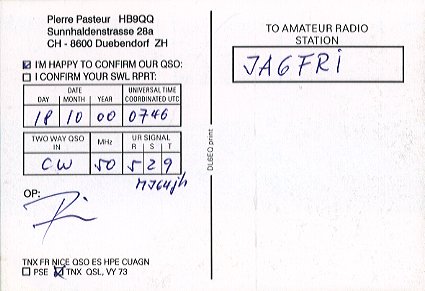 Pierre Pasteur HB9QQ
Sunnhaldenstrasse 28a
CH - 8600 Duebendorf ZH
☑ I'M HAPPY TO CONFIRM OUR QSO:
☐ I CONFIRM YOUR SWL RPRT:
DATE UNIVERSAL TIME
DAY MONTH YEAR COORDINATED UTC
18 10 00 0746
TWO WAY QSO IN MHz UR SIGNAL
R S T
CW 50 5 2 9
OP:
TNX FR NICE QSO ES HPE CUAGN
☐ PSE ☑ TNX QSL, VY 73
DL6EQ print
TO AMATEUR RADIO
STATION
JA6FRI